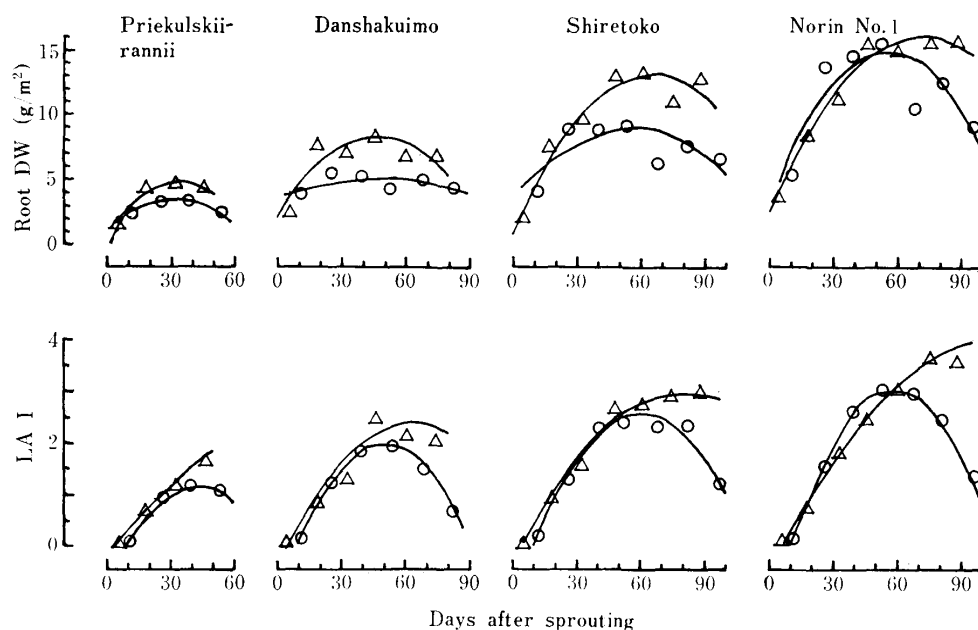 Priekulskii-
rannii
Danshakuimo
Shiretoko
Norin No. 1
Root DW (g/m²)
15
10
5
0
0 30 60
0 30 60 90
0 30 60 90
0 30 60 90
LA I
4
2
0
0 30 60
0 30 60 90
0 30 60 90
0 30 60 90
Days after sprouting